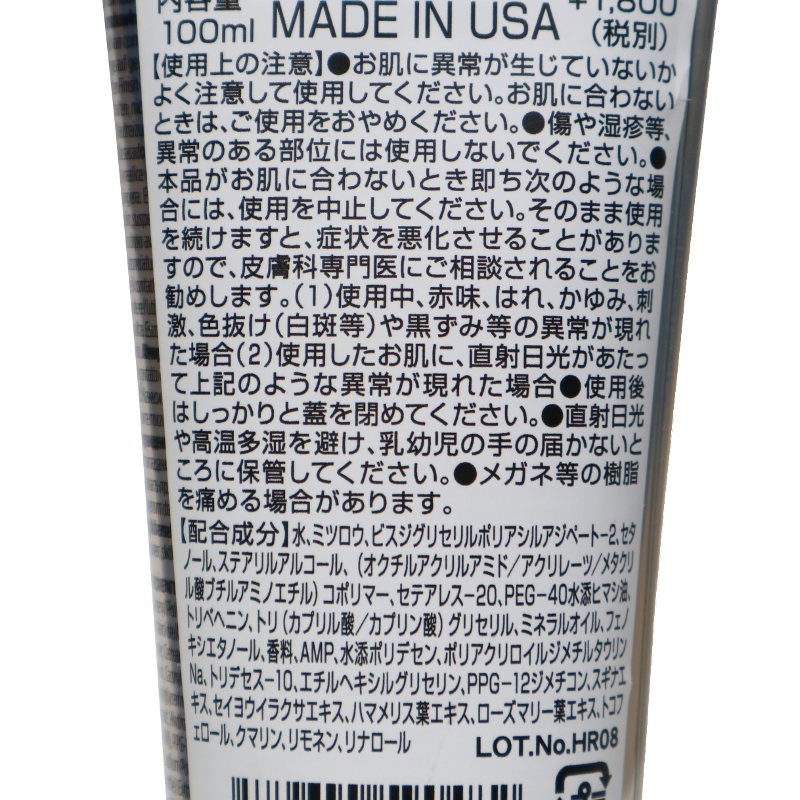 内容量
100ml MADE IN USA ¥1,800
(税別)
【使用上の注意】●お肌に異常が生じていないか
よく注意して使用してください。お肌に合わない
ときは、ご使用をおやめください。●傷や湿疹等、
異常のある部位には使用しないでください。●
本品がお肌に合わないとき即ち次のような場
合には、使用を中止してください。そのまま使用
を続けますと、症状を悪化させることがありま
すので、皮膚科専門医にご相談されることをお
勧めします。(1)使用中、赤味、はれ、かゆみ、刺
激、色抜け(白斑等)や黒ずみ等の異常が現れ
た場合(2)使用したお肌に、直射日光があたっ
て上記のような異常が現れた場合●使用後
はしっかりと蓋を閉めてください。●直射日光
や高温多湿を避け、乳幼児の手の届かないと
ころに保管してください。●メガネ等の樹脂
を痛める場合があります。
【配合成分】水、ミツロウ、ビスジグリセリルポリアシルアジペート-2、セタ
ノール、ステアリルアルコール、(オクチルアクリルアミド/アクリレーツ/メタクリ
ル酸ブチルアミノエチル)コポリマー、セテアレス-20、PEG-40水添ヒマシ油、
トリベヘニン、トリ(カプリル酸/カプリン酸)グリセリル、ミネラルオイル、フェノ
キシエタノール、香料、AMP、水添ポリデセン、ポリアクリロイルジメチルタウリン
Na、トリデセス-10、エチルヘキシルグリセリン、PPG-12ジメチコン、スギナエ
キス、セイヨウイラクサエキス、ハマメリス葉エキス、ローズマリー葉エキス、トコフ
ェロール、クマリン、リモネン、リナロール
LOT.No.HR08